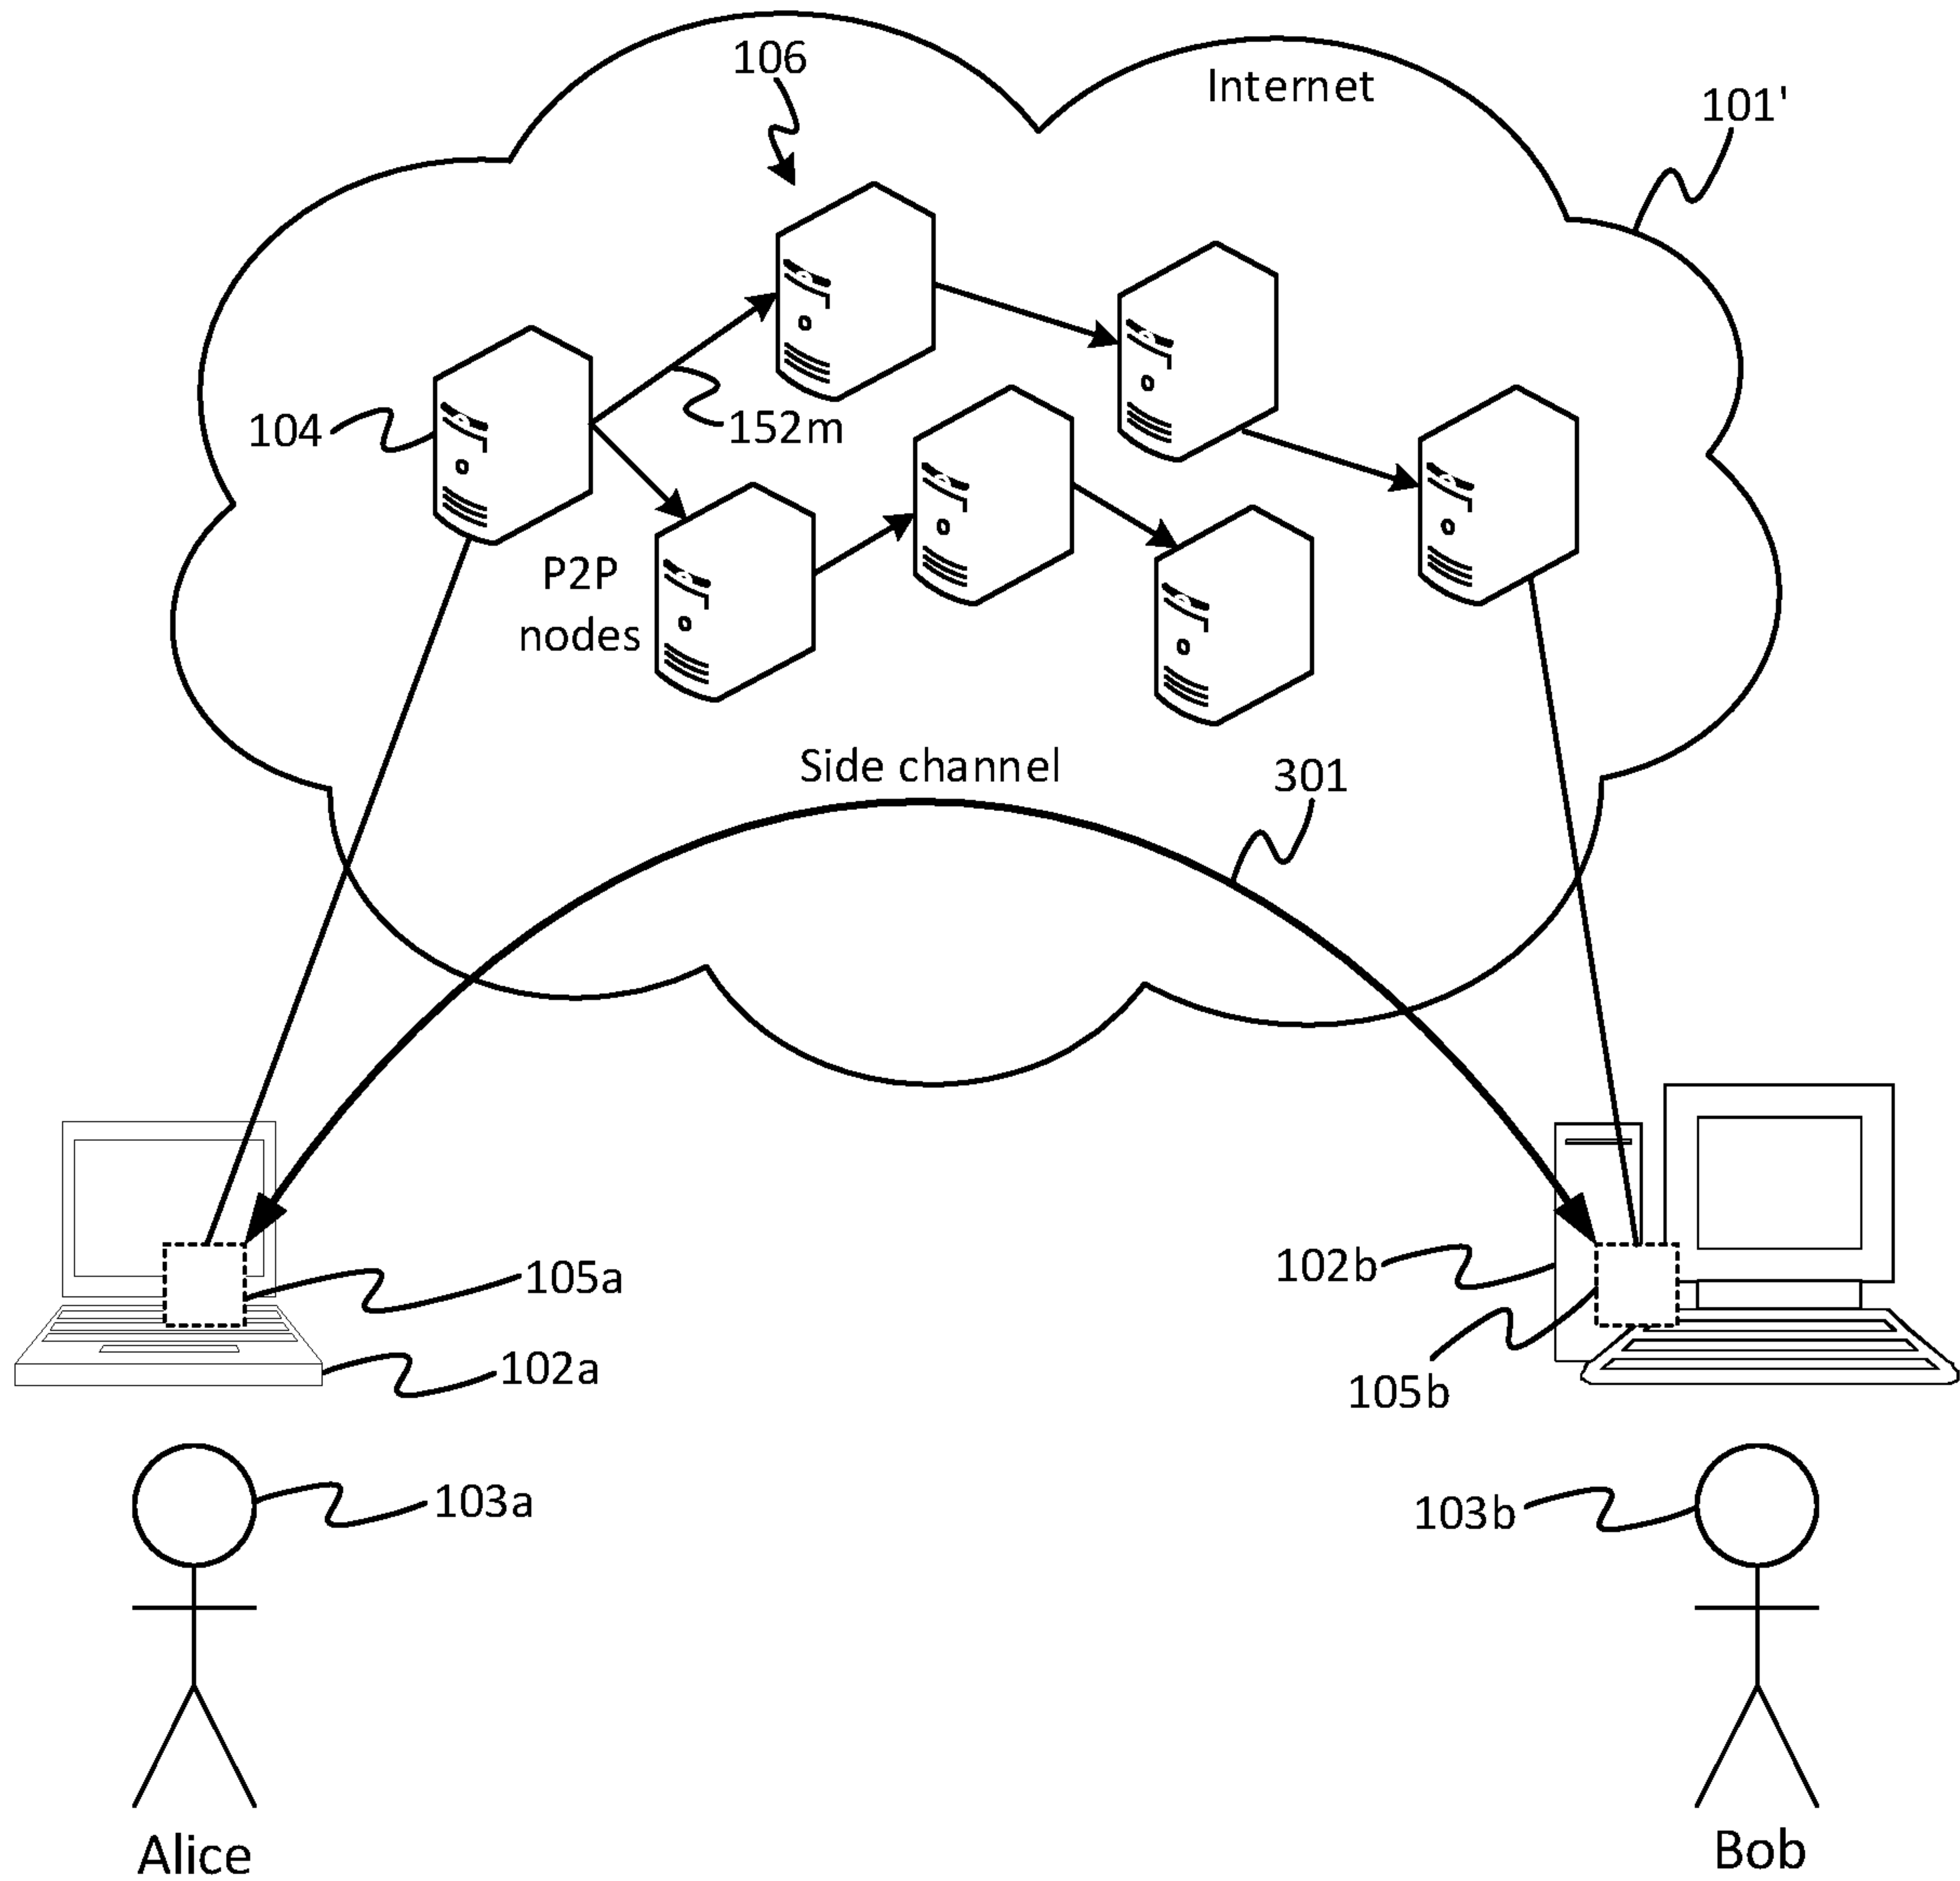 106
Internet
101'
104
152m
P2P
nodes
Side channel
301
105a
102b
102a
105b
103a
103b
Alice
Bob